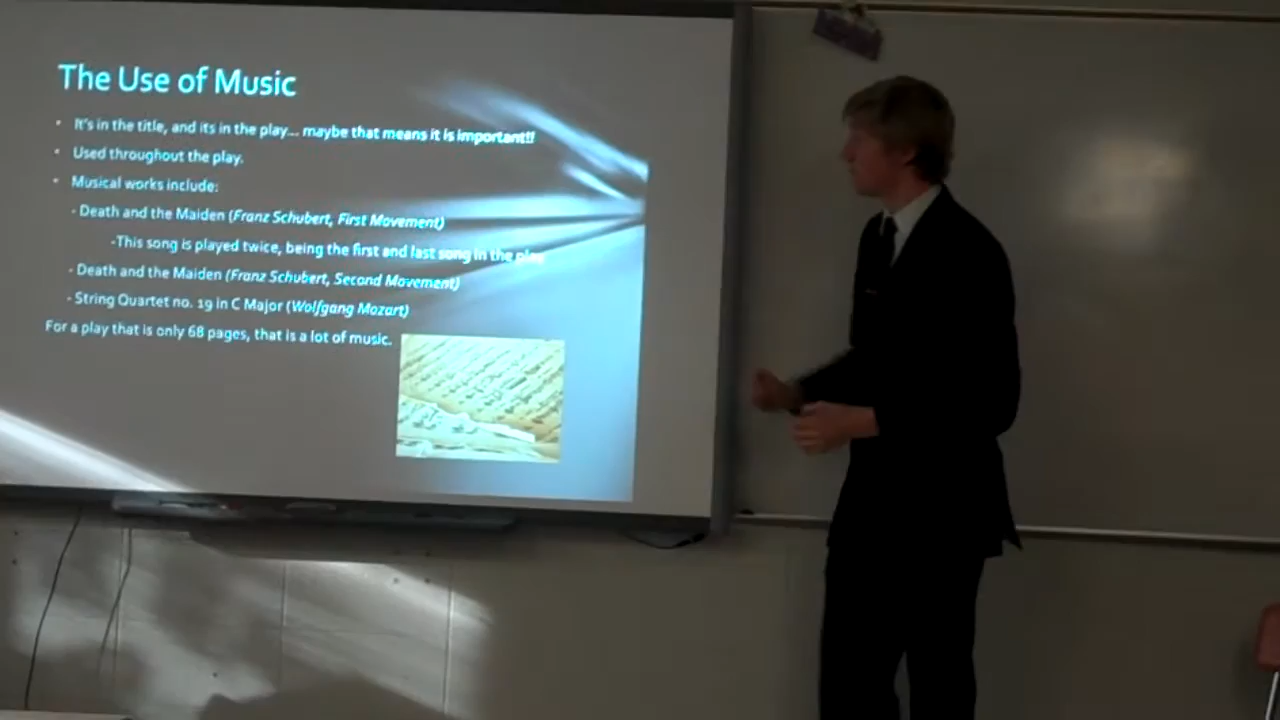 The Use of Music
• It's in the title, and its in the play... maybe that means it is important!!
• Used throughout the play.
• Musical works include:
- Death and the Maiden (Franz Schubert, First Movement)
-This song is played twice, being the first and last song in the play
- Death and the Maiden (Franz Schubert, Second Movement)
- String Quartet no. 19 in C Major (Wolfgang Mozart)
For a play that is only 68 pages, that is a lot of music.